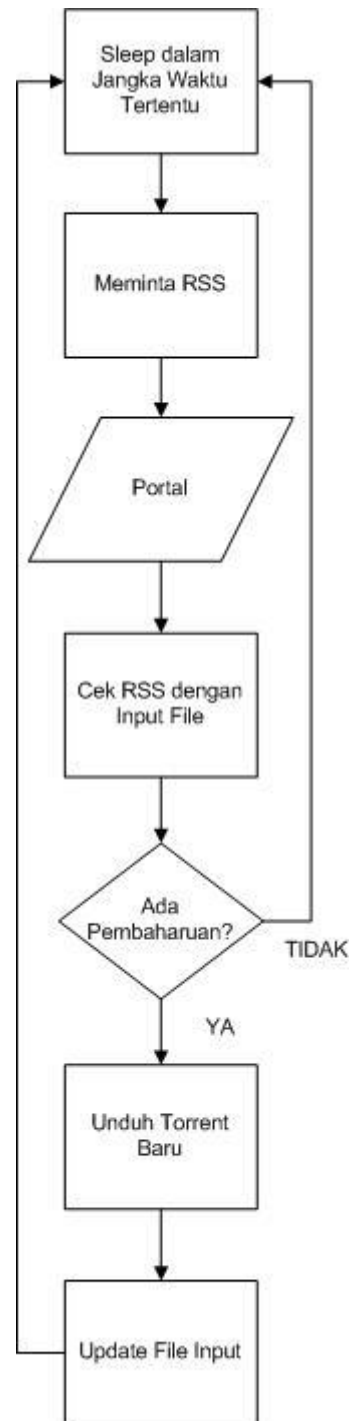 Sleep dalam
Jangka Waktu
Tertentu
Meminta RSS
Portal
Cek RSS dengan
Input File
Ada
Pembaharuan?
TIDAK
YA
Unduh Torrent
Baru
Update File Input